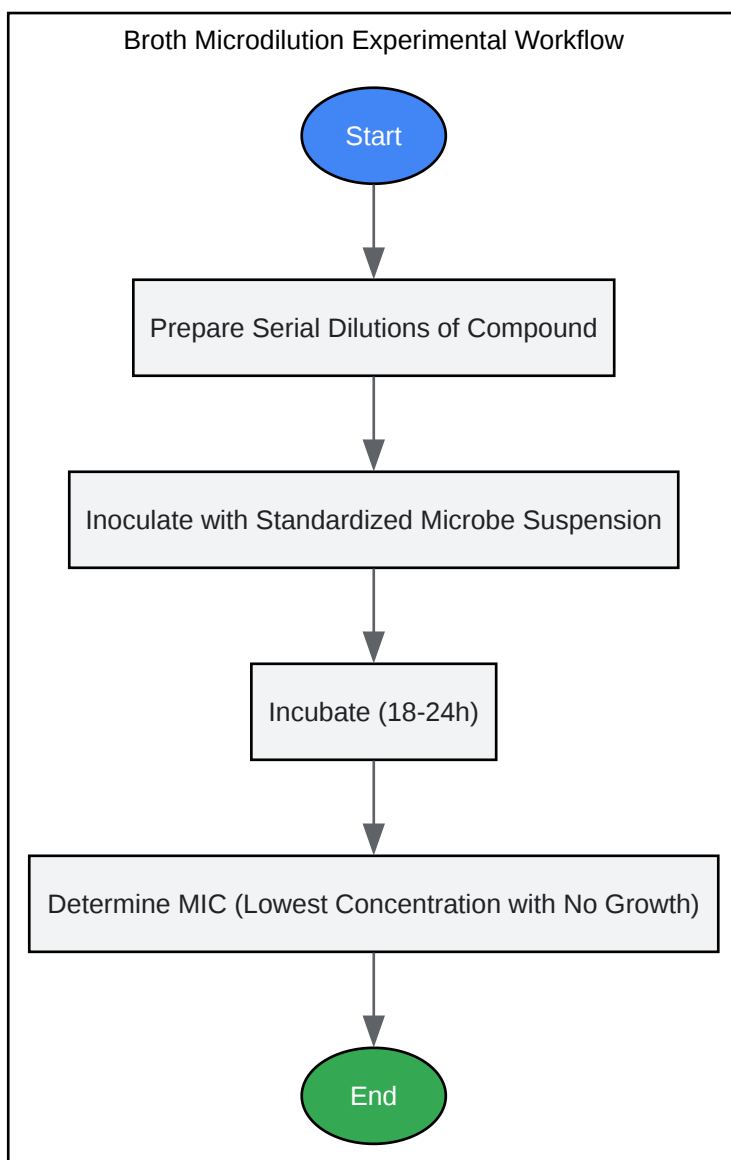 Broth Microdilution Experimental Workflow
Start
Prepare Serial Dilutions of Compound
Inoculate with Standardized Microbe Suspension
Incubate (18-24h)
Determine MIC (Lowest Concentration with No Growth)
End